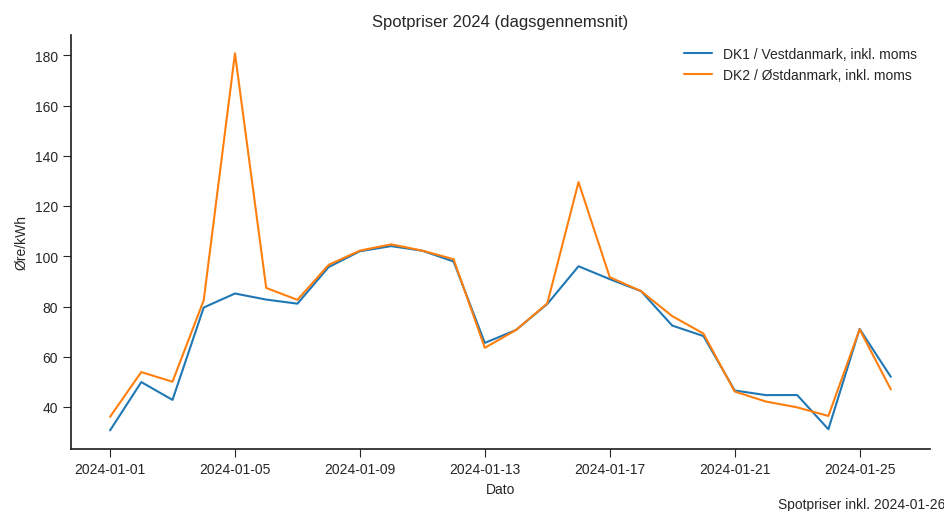 Spotpriser 2024 (dagsgennemsnit)
DK1 / Vestdanmark, inkl. moms
DK2 / Østdanmark, inkl. moms
Øre/kWh
180
160
140
120
100
80
60
40
2024-01-01 2024-01-05 2024-01-09 2024-01-13 2024-01-17 2024-01-21 2024-01-25
Dato
Spotpriser inkl. 2024-01-26